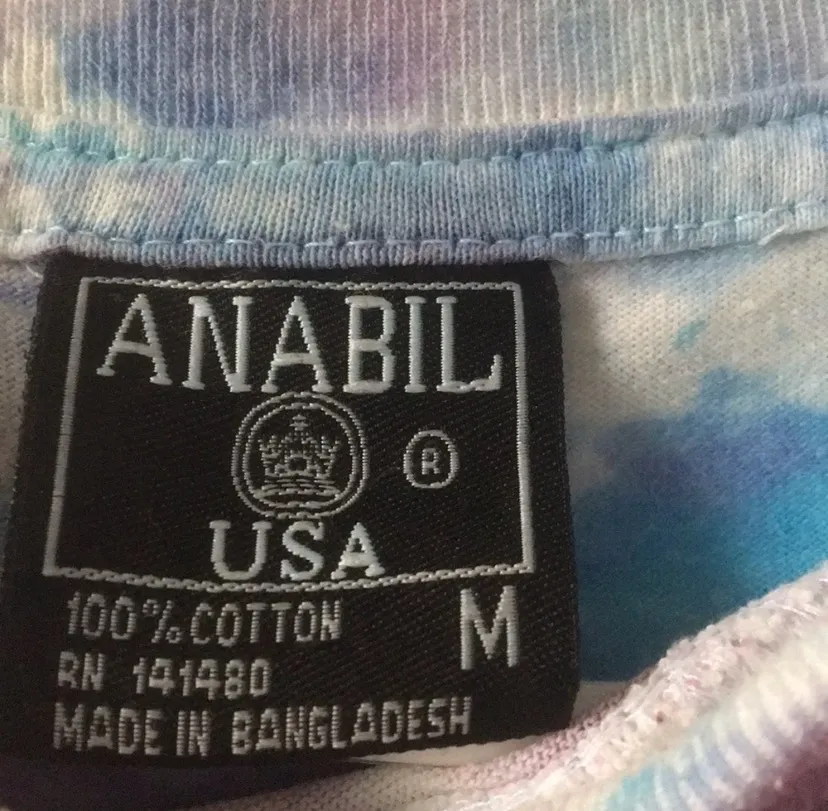 ANABIL
®
USA
100% COTTON M
RN 141480
MADE IN BANGLADESH